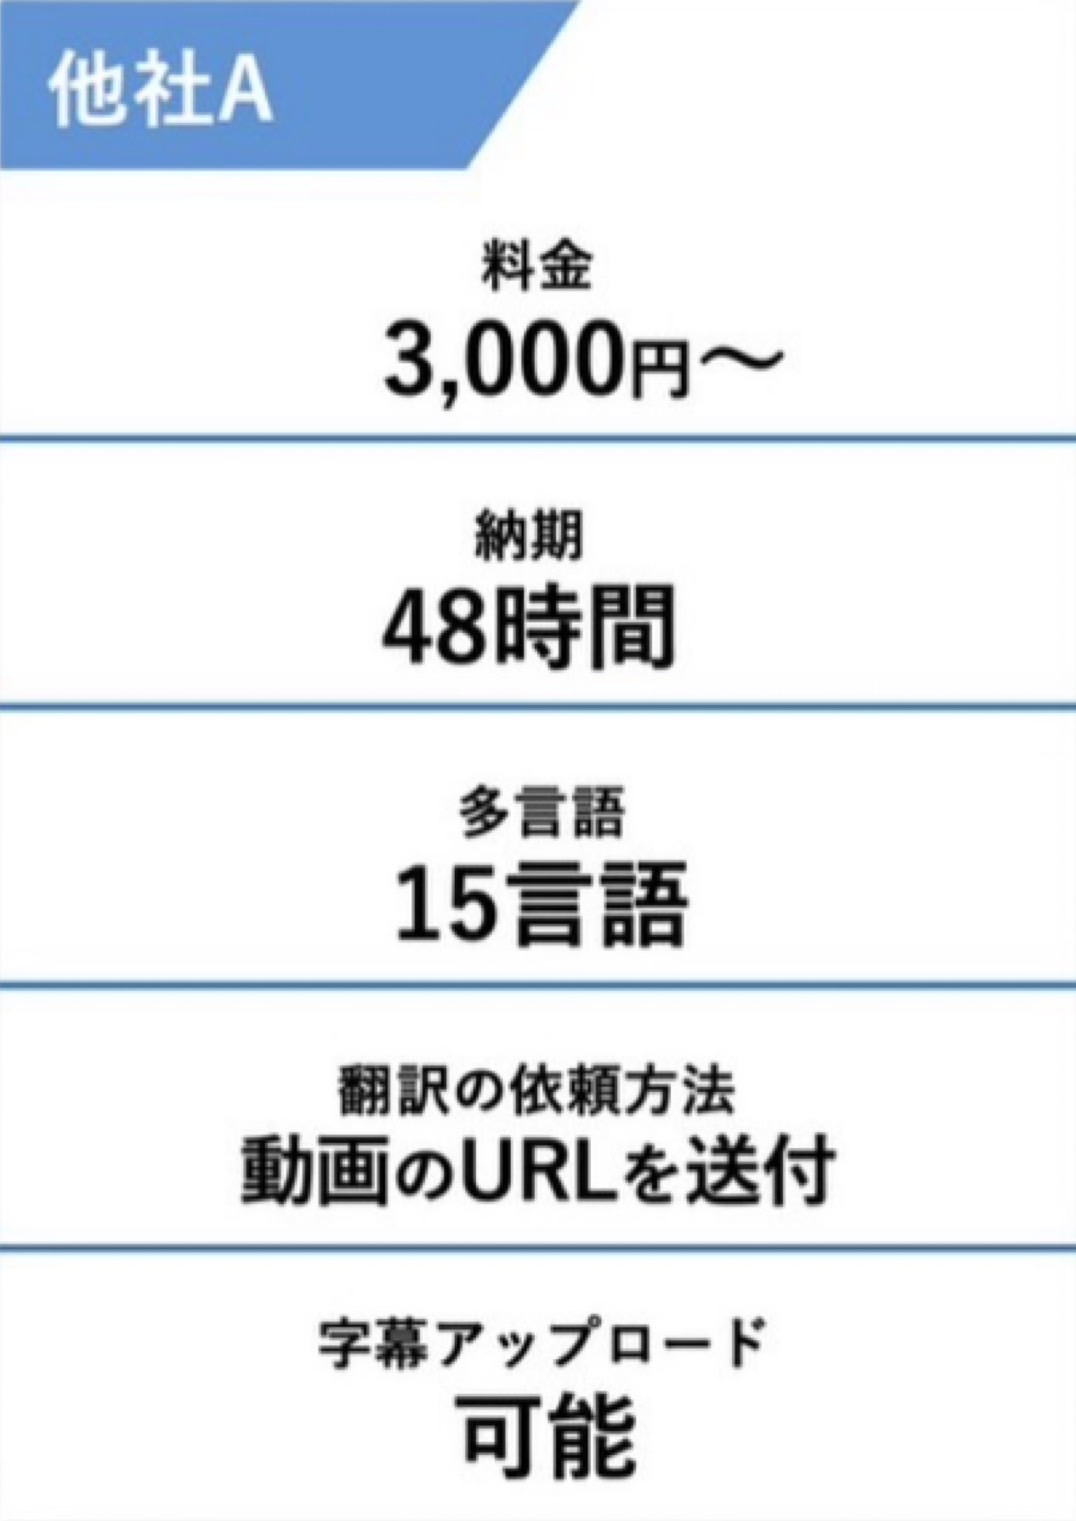 他社A
料金
3,000円〜
納期
48時間
多言語
15言語
翻訳の依頼方法
動画のURLを送付
字幕アップロード
可能